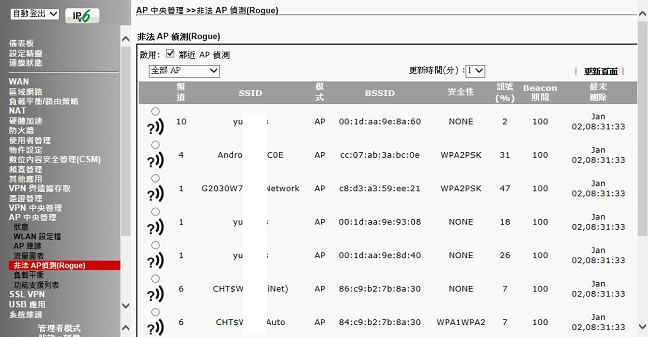 自動登出
IPv6
儀表板
設定精靈
連線狀態
WAN
區域網路
負載平衡/路由策略
NAT
硬體加速
防火牆
使用者管理
物件設定
數位內容安全管理(CSM)
頻寬管理
其他應用
VPN 與遠端存取
憑證管理
VPN 中央管理
AP 中央管理
狀態
WLAN 設定檔
AP 維護
流量圖表
非法 AP偵測(Rogue)
負載平衡
功能支援列表
SSL VPN
USB 應用
系統維護
管理者模式
AP 中央管理 >>非法 AP 偵測(Rogue)
非法 AP 偵測(Rogue)
啟用: 鄰近 AP 偵測
全部 AP 更新時間(分) : 1 | 更新頁面 |
頻道 SSID 模式 BSSID 安全性 訊號(%) Beacon 期間 最末刪除
10 yu s AP 00:1d:aa:9e:8a:60 NONE 2 100 Jan 02,08:31:33
4 Andro C0E AP cc:07:ab:3a:bc:0e WPA2PSK 31 100 Jan 02,08:31:33
1 G2030W7 Network AP c8:d3:a3:59:ee:21 WPA2PSK 47 100 Jan 02,08:31:33
1 yu s AP 00:1d:aa:9e:93:08 NONE 18 100 Jan 02,08:31:33
1 yu s AP 00:1d:aa:9e:8d:40 NONE 26 100 Jan 02,08:31:33
6 CHT$W iNet) AP 86:c9:b2:7b:8a:30 NONE 7 100 Jan 02,08:31:33
6 CHT$W Auto AP 84:c9:b2:7b:8a:30 WPA1WPA2 7 100 Jan 02,08:31:33